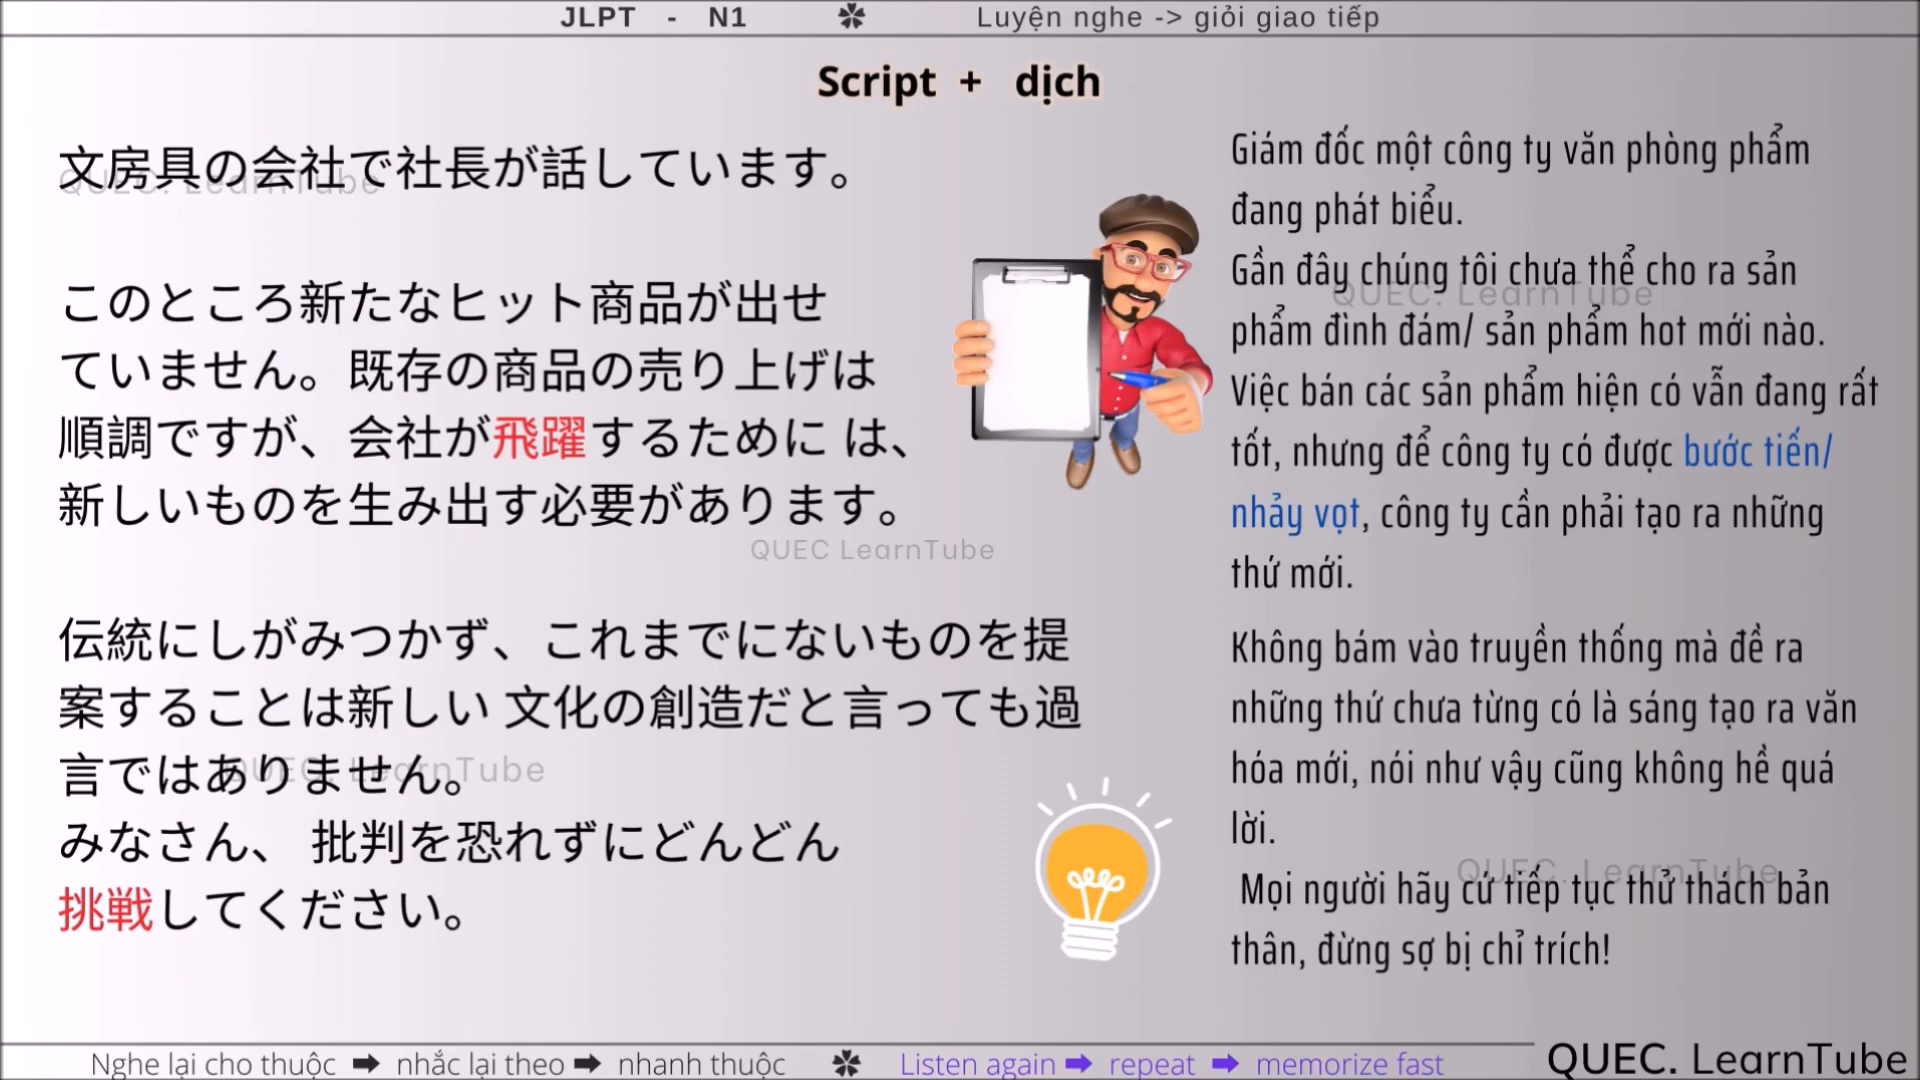 JLPT - N1 ✽ Luyện nghe -> giỏi giao tiếp
Script + dịch
文房具の会社で社長が話しています。
QUEC. LearnTube
このところ新たなヒット商品が出せ
ていません。既存の商品の売り上げは
順調ですが、会社が飛躍するために は、
新しいものを生み出す必要があります。
QUEC LearnTube
伝統にしがみつかず、これまでにないものを提
案することは新しい 文化の創造だと言っても過
言ではありません。
QUEC. LearnTube
みなさん、 批判を恐れずにどんどん
挑戦してください。
Giám đốc một công ty văn phòng phẩm
đang phát biểu.
Gần đây chúng tôi chưa thể cho ra sản
QUEC. LearnTube
phẩm đình đám/ sản phẩm hot mới nào.
Việc bán các sản phẩm hiện có vẫn đang rất
tốt, nhưng để công ty có được bước tiến/
nhảy vọt, công ty cần phải tạo ra những
thứ mới.
Không bám vào truyền thống mà đề ra
những thứ chưa từng có là sáng tạo ra văn
hóa mới, nói như vậy cũng không hề quá
lời.
QUEC. LearnTube
Mọi người hãy cứ tiếp tục thử thách bản
thân, đừng sợ bị chỉ trích!
Nghe lại cho thuộc ➡ nhắc lại theo ➡ nhanh thuộc ✽ Listen again ➡ repeat ➡ memorize fast
QUEC. LearnTube